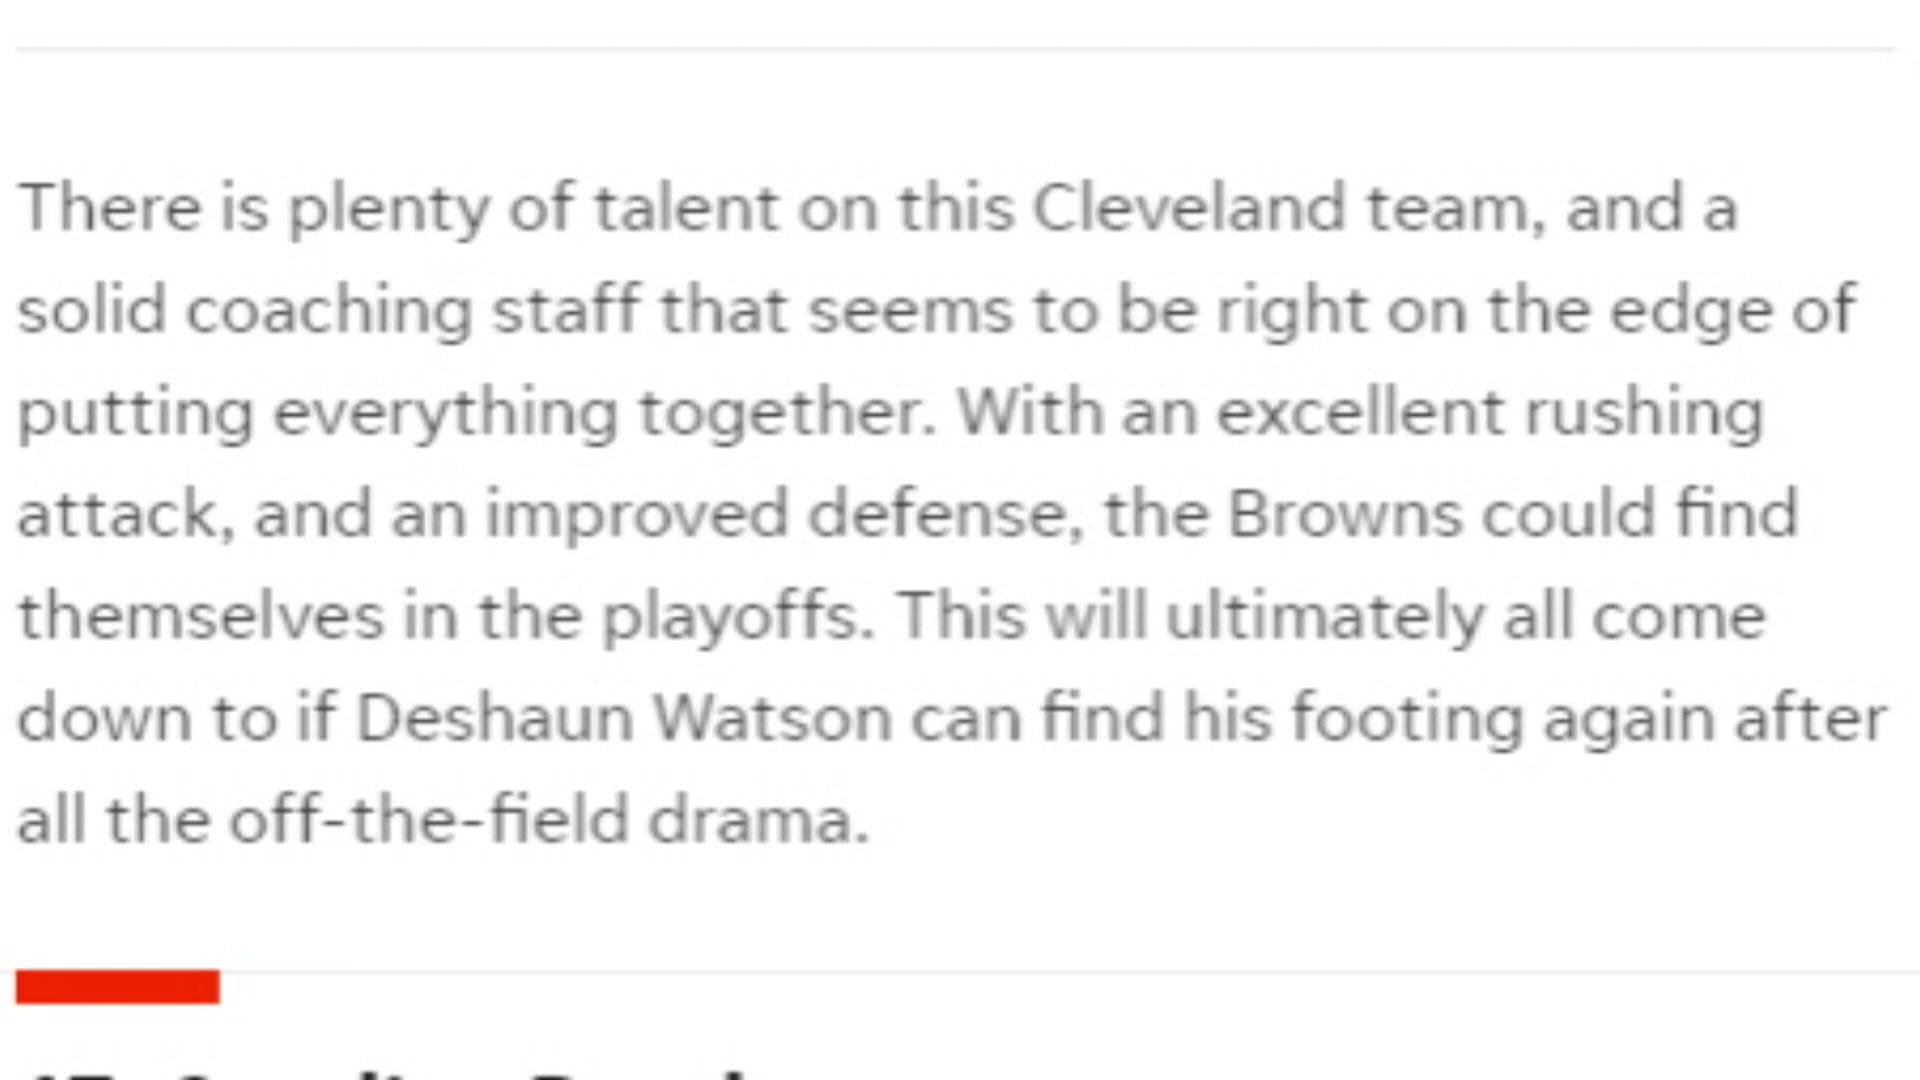 There is plenty of talent on this Cleveland team, and a
solid coaching staff that seems to be right on the edge of
putting everything together. With an excellent rushing
attack, and an improved defense, the Browns could find
themselves in the playoffs. This will ultimately all come
down to if Deshaun Watson can find his footing again after
all the off-the-field drama.